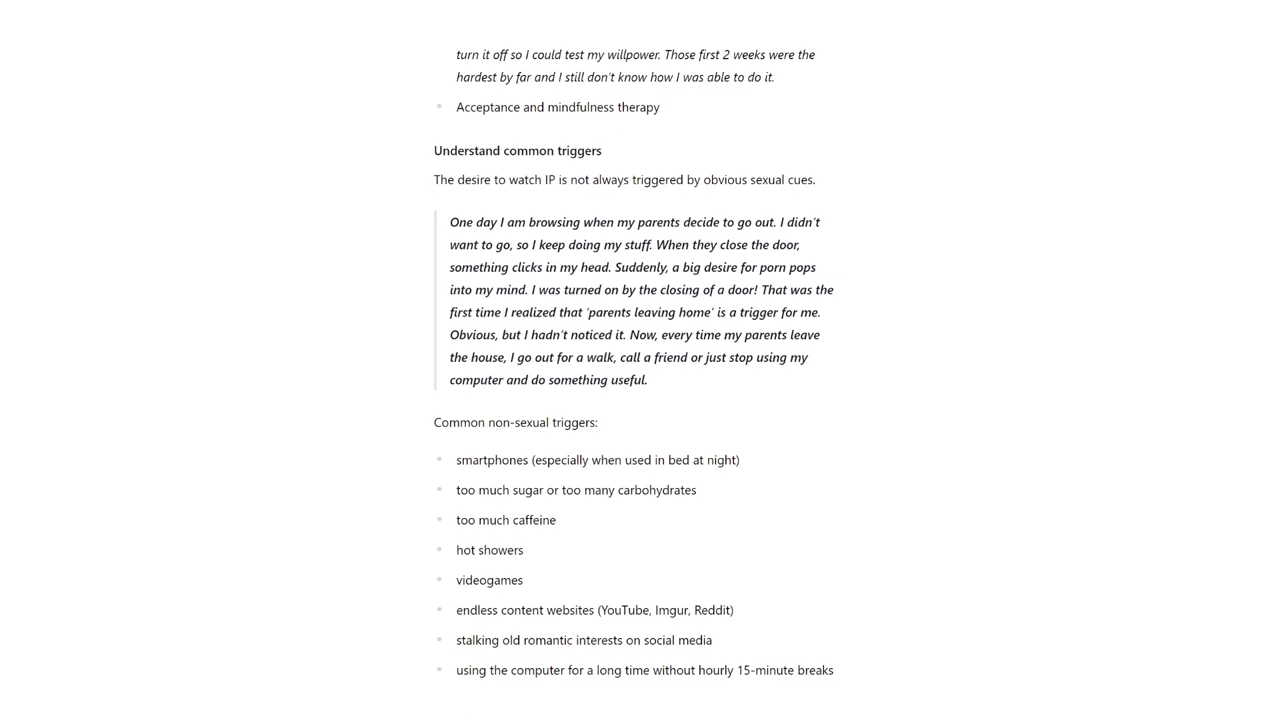 turn it off so I could test my willpower. Those first 2 weeks were the
hardest by far and I still don't know how I was able to do it.
Acceptance and mindfulness therapy
Understand common triggers
The desire to watch IP is not always triggered by obvious sexual cues.
One day I am browsing when my parents decide to go out. I didn't
want to go, so I keep doing my stuff. When they close the door,
something clicks in my head. Suddenly, a big desire for porn pops
into my mind. I was turned on by the closing of a door! That was the
first time I realized that 'parents leaving home' is a trigger for me.
Obvious, but I hadn't noticed it. Now, every time my parents leave
the house, I go out for a walk, call a friend or just stop using my
computer and do something useful.
Common non-sexual triggers:
smartphones (especially when used in bed at night)
too much sugar or too many carbohydrates
too much caffeine
hot showers
videogames
endless content websites (YouTube, Imgur, Reddit)
stalking old romantic interests on social media
using the computer for a long time without hourly 15-minute breaks